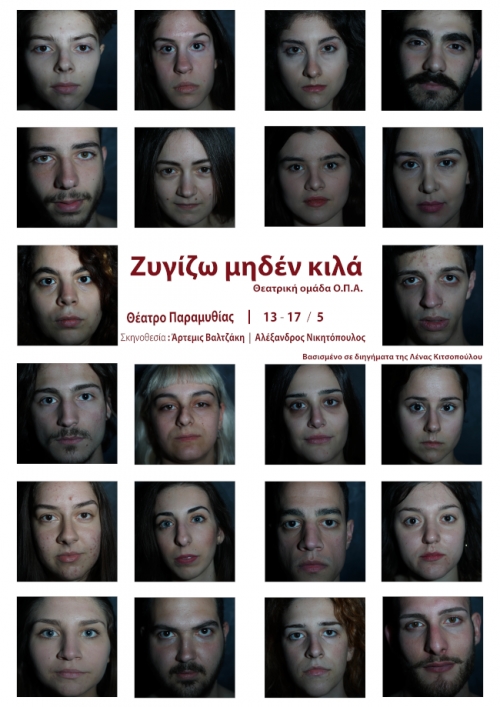 Ζυγίζω μηδέν κιλά
Θεατρική ομάδα Ο.Π.Α.
Θέατρο Παραμυθίας | 13 - 17 / 5
Σκηνοθεσία : Άρτεμις Βαλτζάκη | Αλέξανδρος Νικητόπουλος
Βασισμένο σε διηγήματα της Λένας Κιτσοπούλου